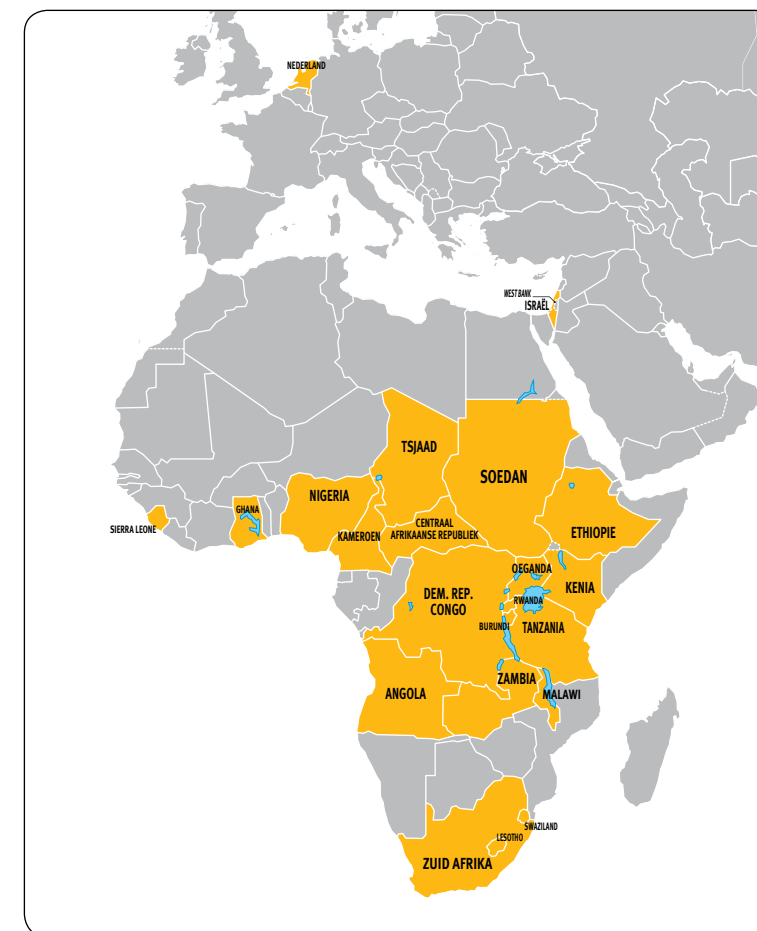 NEDERLAND
WEST BANK
ISRAËL
TSJAAD
SOEDAN
NIGERIA
GHANA
SIERRA LEONE
KAMEROEN
CENTRAAL
AFRIKAANSE REPUBLIEK
ETHIOPIE
OEGANDA
KENIA
DEM. REP.
CONGO
RWANDA
BURUNDI
TANZANIA
ZAMBIA
MALAWI
ANGOLA
SWAZILAND
LESOTHO
ZUID AFRIKA